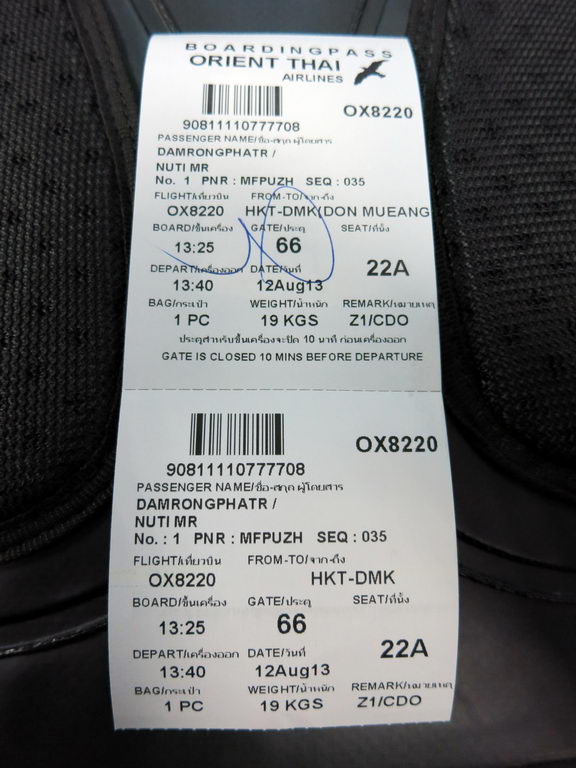 BOARDINGPASS
ORIENT THAI
AIRLINES
OX8220
90811110777708
PASSENGER NAME/ชื่อ-สกุล ผู้โดยสาร
DAMRONGPHATR /
NUTI MR
No. 1 PNR : MFPUZH SEQ : 035
FLIGHT/เที่ยวบิน FROM-TO/จาก-ถึง
OX8220 HKT-DMK(DON MUEANG
BOARD/ขึ้นเครื่อง GATE/ประตู SEAT/ที่นั่ง
13:25 66 22A
DEPART/เครื่องออก DATE/วันที่
13:40 12Aug13
BAG/กระเป๋า WEIGHT/น้ำหนัก REMARK/หมายเหตุ
1 PC 19 KGS Z1/CDO
ประตูสำหรับขึ้นเครื่องจะปิด 10 นาที ก่อนเครื่องออก
GATE IS CLOSED 10 MINS BEFORE DEPARTURE
OX8220
90811110777708
PASSENGER NAME/ชื่อ-สกุล ผู้โดยสาร
DAMRONGPHATR /
NUTI MR
No. : 1 PNR : MFPUZH SEQ : 035
FLIGHT/เที่ยวบิน FROM-TO/จาก-ถึง
OX8220 HKT-DMK
BOARD/ขึ้นเครื่อง GATE/ประตู SEAT/ที่นั่ง
13:25 66 22A
DEPART/เครื่องออก DATE/วันที่
13:40 12Aug13
BAG/กระเป๋า WEIGHT/น้ำหนัก REMARK/หมายเหตุ
1 PC 19 KGS Z1/CDO